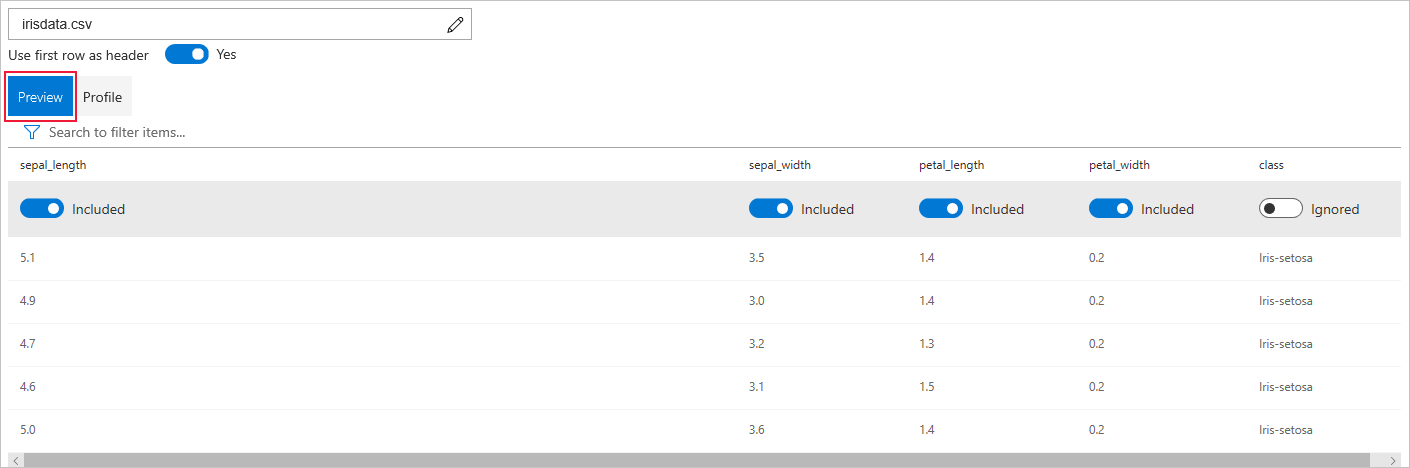 irisdata.csv
Use first row as header Yes
Preview Profile
Search to filter items...
sepal_length sepal_width petal_length petal_width class
Included Included Included Included Ignored
5.1 3.5 1.4 0.2 Iris-setosa
4.9 3.0 1.4 0.2 Iris-setosa
4.7 3.2 1.3 0.2 Iris-setosa
4.6 3.1 1.5 0.2 Iris-setosa
5.0 3.6 1.4 0.2 Iris-setosa